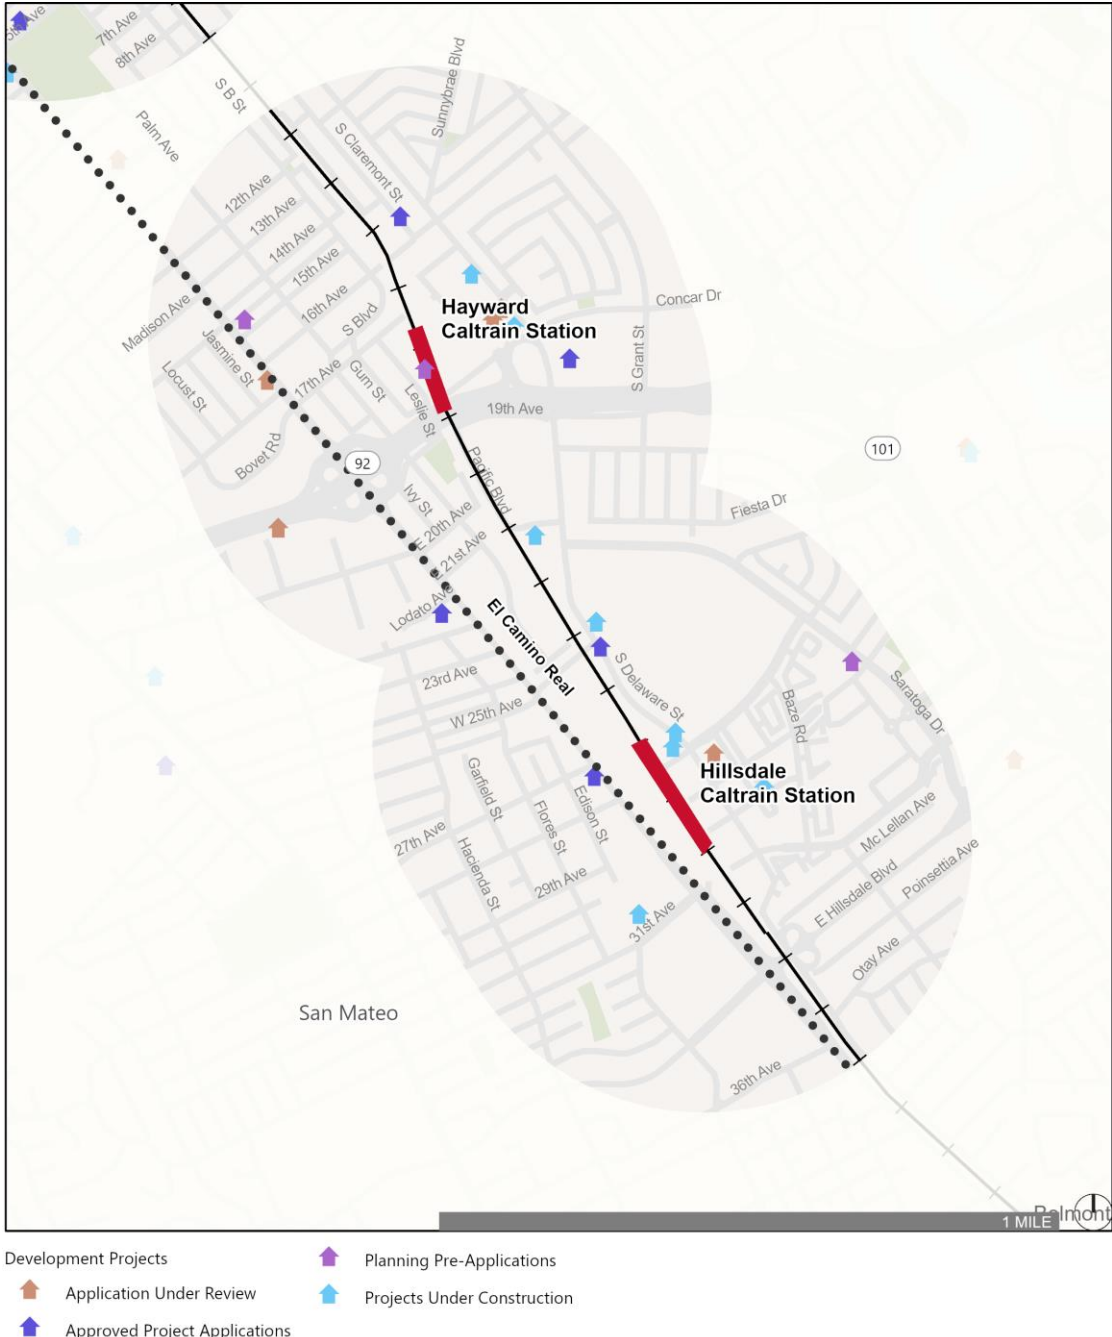 5th Ave
7th Ave
8th Ave
S B St
Sunnybrae Blvd
Palm Ave
S Claremont St
12th Ave
13th Ave
14th Ave
15th Ave
16th Ave
Madison Ave
S Blvd
Jasmine St
Locust St
17th Ave
Gum St
Leslie St
Bovet Rd
Hayward
Caltrain Station
Concar Dr
S Grant St
19th Ave
92
101
Pacific Blvd
Ivy St
E 20th Ave
21st Ave
Fiesta Dr
Lodato Ave
El Camino Real
23rd Ave
W 25th Ave
S Delaware St
Baze Rd
Saratoga Dr
Hillsdale
Caltrain Station
Garfield St
Flores St
Edison St
27th Ave
Hacienda St
29th Ave
31st Ave
Mc Lellan Ave
Poinsettia Ave
E Hillsdale Blvd
Otay Ave
36th Ave
San Mateo
Belmont
1 MILE
Development Projects
Application Under Review
Approved Project Applications
Planning Pre-Applications
Projects Under Construction